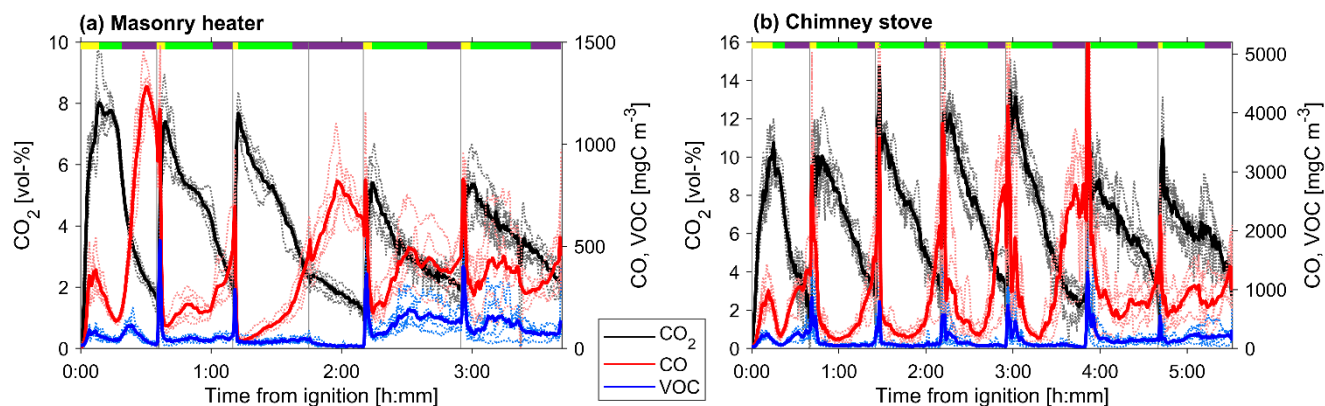 (a) Masonry heater
10
8
6
4
2
0
CO2 [vol-%]
1500
1000
500
0
CO, VOC [mgC m-3]
0:00 1:00 2:00 3:00
Time from ignition [h:mm]
CO2
CO
VOC
(b) Chimney stove
16
14
12
10
8
6
4
2
0
CO2 [vol-%]
5000
4000
3000
2000
1000
0
CO, VOC [mgC m-3]
0:00 1:00 2:00 3:00 4:00 5:00
Time from ignition [h:mm]